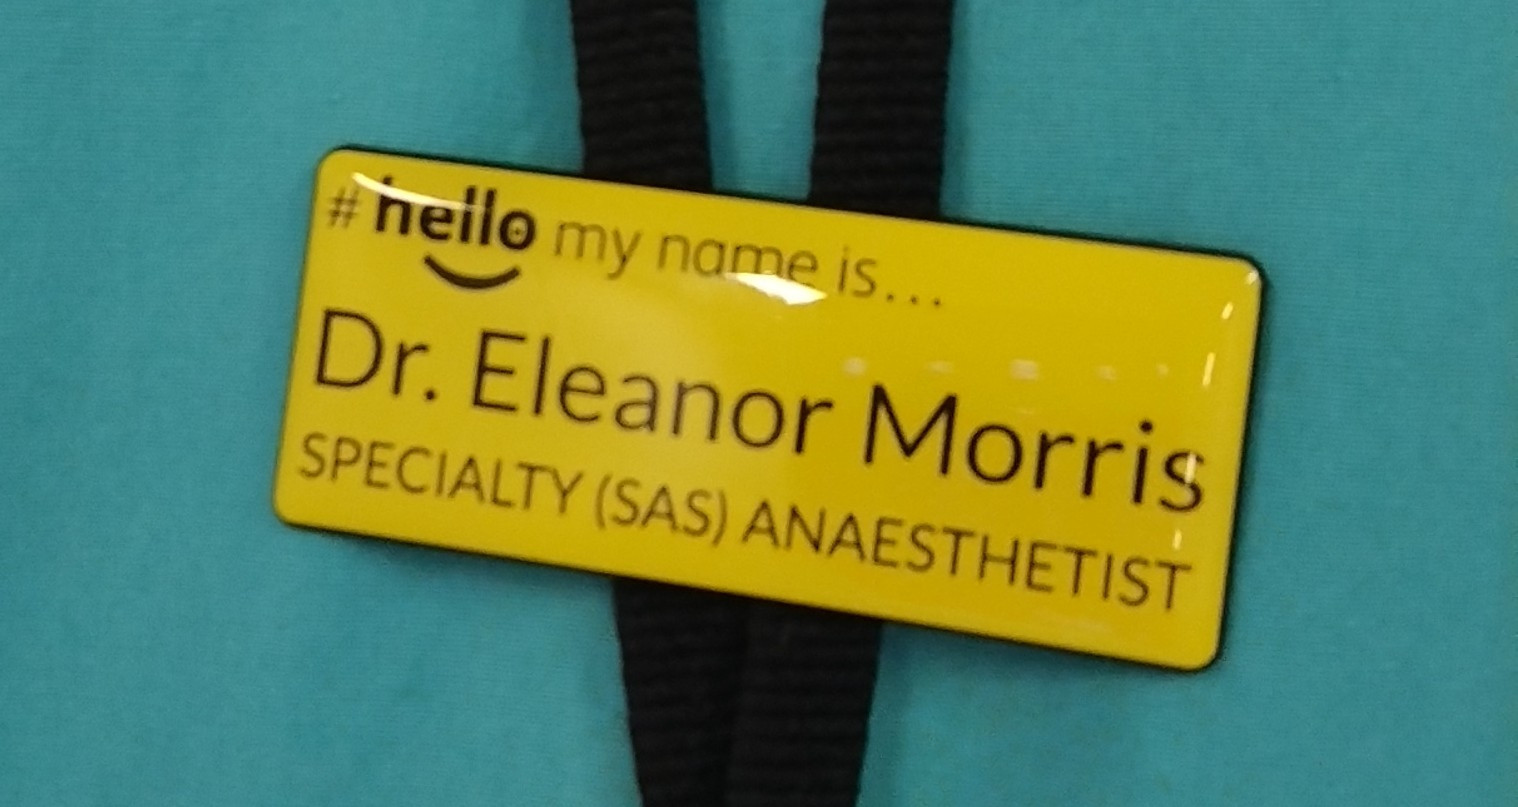 #hello my name is...
Dr. Eleanor Morris
SPECIALTY (SAS) ANAESTHETIST